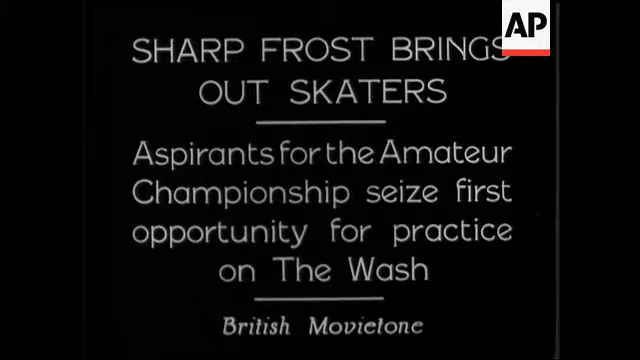 AP
SHARP FROST BRINGS
OUT SKATERS
Aspirants for the Amateur
Championship seize first
opportunity for practice
on The Wash
British Movietone